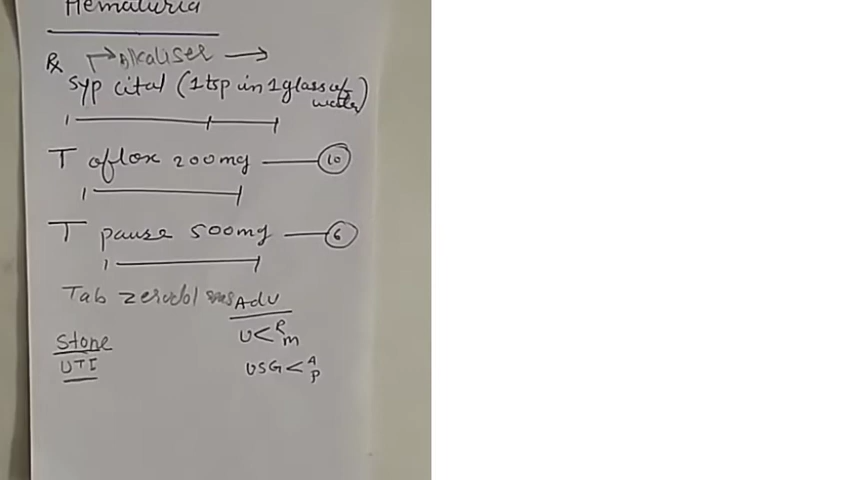 Hematuria
Rx Alkaliser
Syp cital (1 tsp in 1 glass of water)
T oflox 200mg 10
T pause 500mg 6
Tab zerodol
Adv
U< R M
Stone
UTI
USG< A P